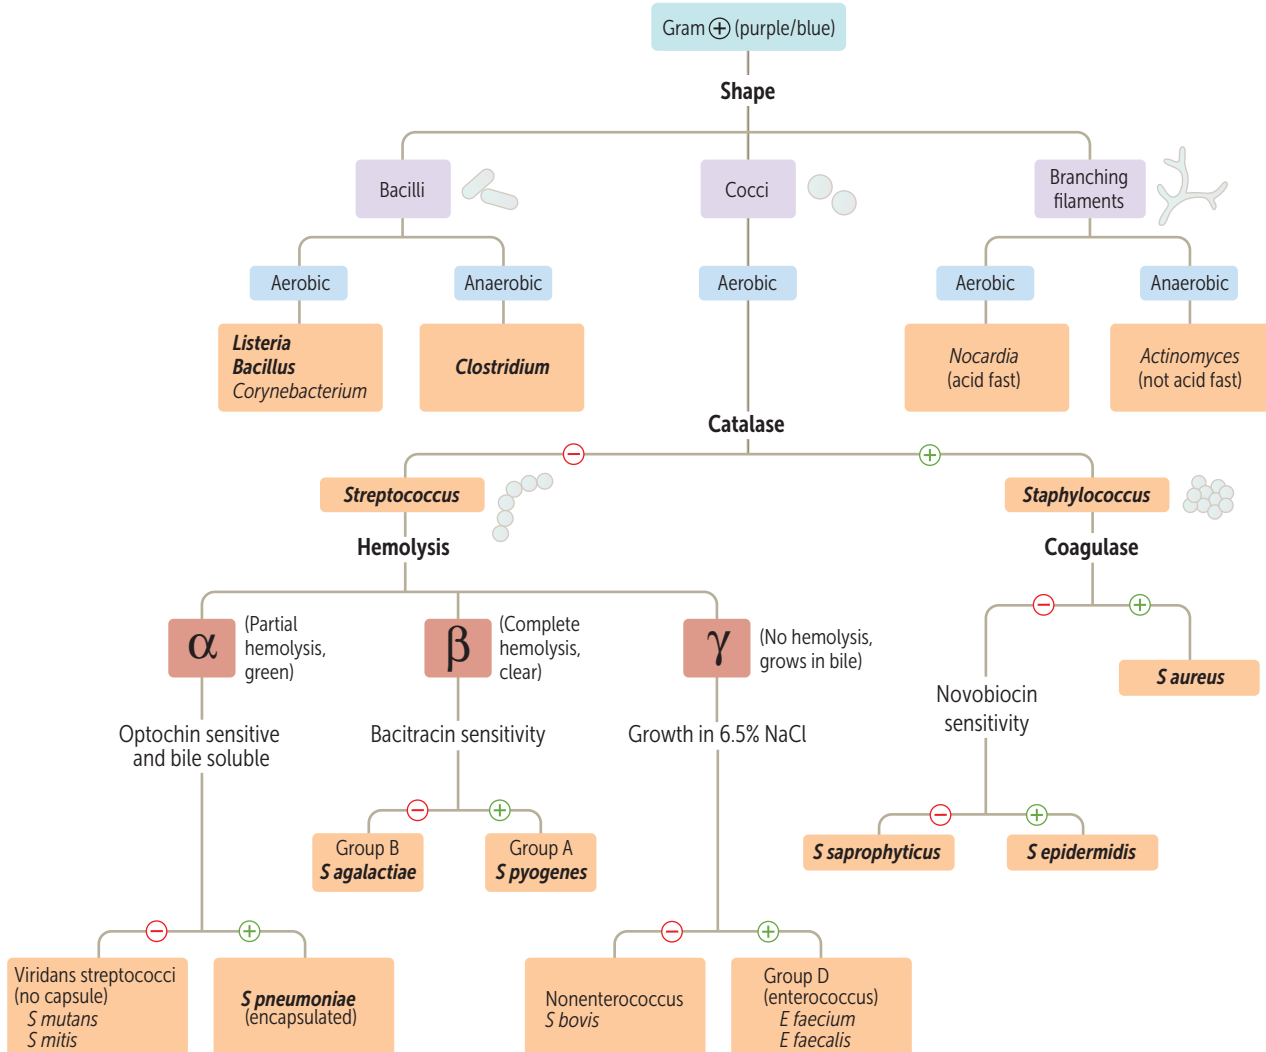 Gram ⊕ (purple/blue)
Shape
Bacilli
Cocci
Branching
filaments
Aerobic
Anaerobic
Aerobic
Aerobic
Anaerobic
Listeria
Bacillus
Corynebacterium
Clostridium
Nocardia
(acid fast)
Actinomyces
(not acid fast)
Catalase
−
+
Streptococcus
Staphylococcus
Hemolysis
Coagulase
−
+
α
(Partial
hemolysis,
green)
β
(Complete
hemolysis,
clear)
γ
(No hemolysis,
grows in bile)
S aureus
Novobiocin
sensitivity
Optochin sensitive
and bile soluble
Bacitracin sensitivity
Growth in 6.5% NaCl
−
+
−
+
Group B
S agalactiae
Group A
S pyogenes
S saprophyticus
S epidermidis
−
+
−
+
Viridans streptococci
(no capsule)
S mutans
S mitis
S pneumoniae
(encapsulated)
Nonenterococcus
S bovis
Group D
(enterococcus)
E faecium
E faecalis